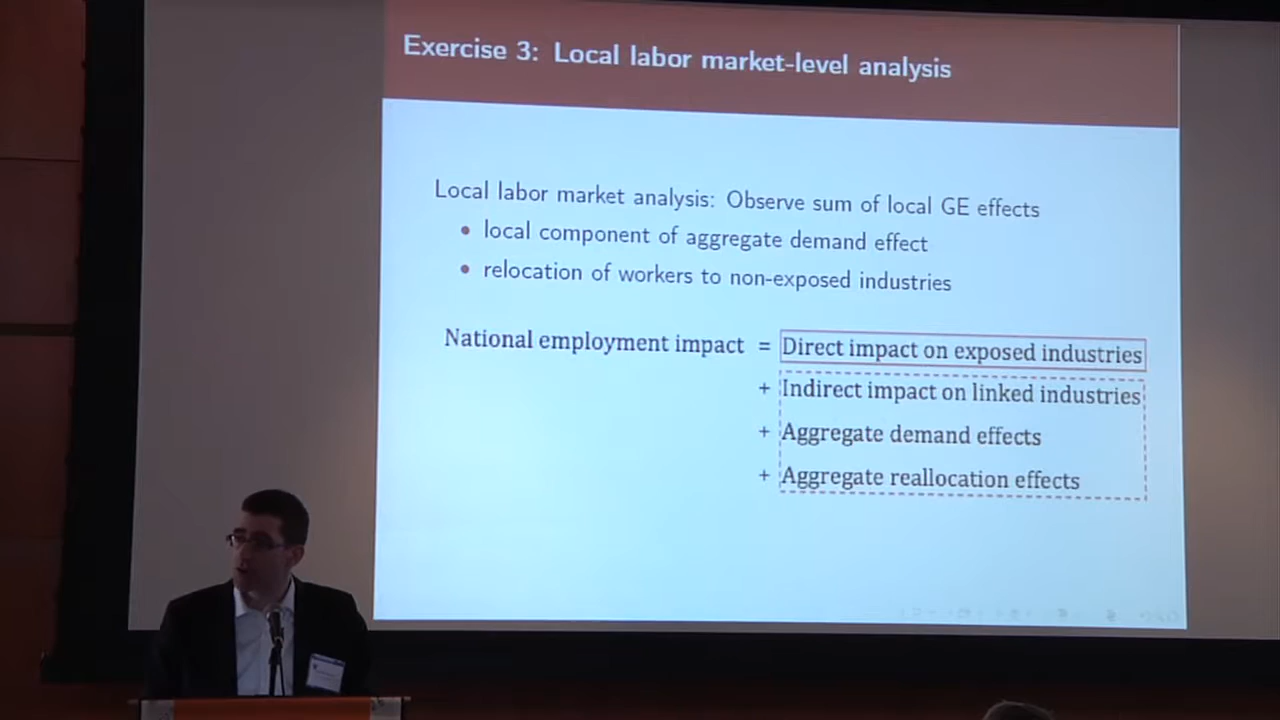 Exercise 3: Local labor market-level analysis
Local labor market analysis: Observe sum of local GE effects
• local component of aggregate demand effect
• relocation of workers to non-exposed industries
National employment impact = Direct impact on exposed industries
+ Indirect impact on linked industries
+ Aggregate demand effects
+ Aggregate reallocation effects